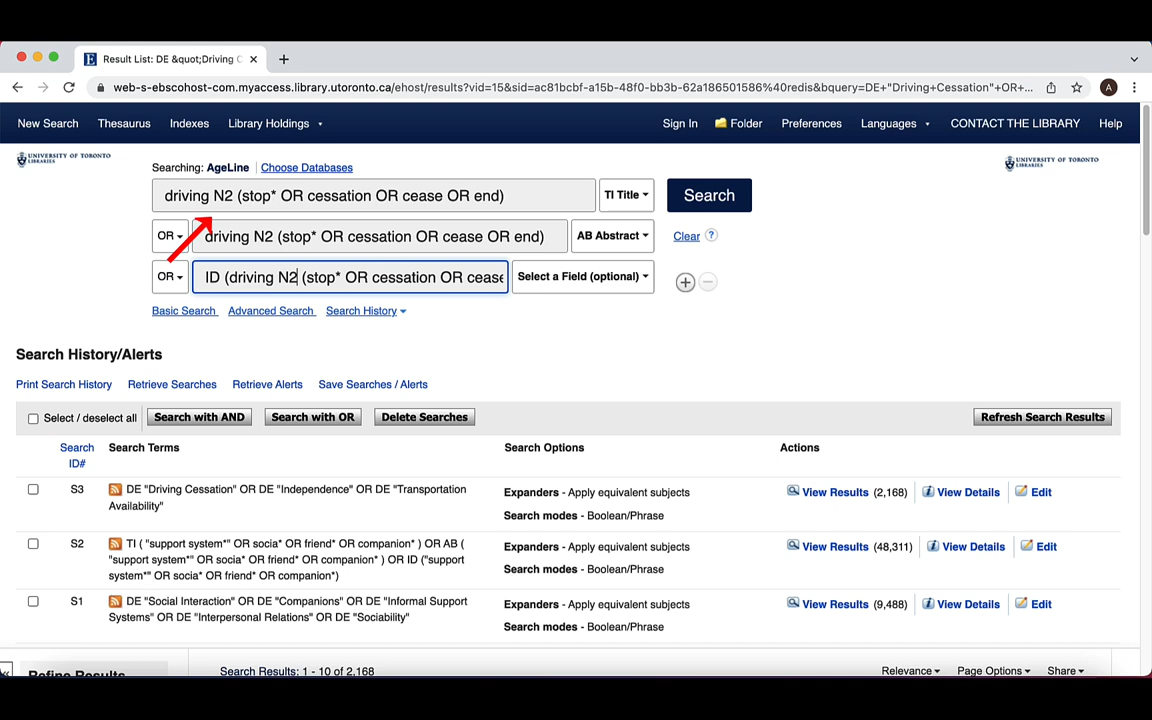 Result List: DE &quot;Driving C
web-s-ebscohost-com.myaccess.library.utoronto.ca/ehost/results?vid=15&sid=ac81bcbf-a15b-48f0-bb3b-62a186501586%40redis&bquery=DE+"Driving+Cessation"+OR+...
A
New Search Thesaurus Indexes Library Holdings Sign In Folder Preferences Languages CONTACT THE LIBRARY Help
UNIVERSITY OF TORONTO
LIBRARIES
Searching: AgeLine Choose Databases
UNIVERSITY OF TORONTO
LIBRARIES
driving N2 (stop* OR cessation OR cease OR end) TI Title Search
OR driving N2 (stop* OR cessation OR cease OR end) AB Abstract Clear ?
OR ID (driving N2 (stop* OR cessation OR cease Select a Field (optional)
Basic Search Advanced Search Search History
Search History/Alerts
Print Search History Retrieve Searches Retrieve Alerts Save Searches / Alerts
Select / deselect all Search with AND Search with OR Delete Searches Refresh Search Results
Search ID# Search Terms Search Options Actions
S3 DE "Driving Cessation" OR DE "Independence" OR DE "Transportation
Availability"
Expanders - Apply equivalent subjects
Search modes - Boolean/Phrase
View Results (2,168) View Details Edit
S2 TI ( "support system*" OR socia* OR friend* OR companion* ) OR AB (
"support system*" OR socia* OR friend* OR companion* ) OR ID ("support
system*" OR socia* OR friend* OR companion*)
Expanders - Apply equivalent subjects
Search modes - Boolean/Phrase
View Results (48,311) View Details Edit
S1 DE "Social Interaction" OR DE "Companions" OR DE "Informal Support
Systems" OR DE "Interpersonal Relations" OR DE "Sociability"
Expanders - Apply equivalent subjects
Search modes - Boolean/Phrase
View Results (9,488) View Details Edit
Refine Results Search Results: 1 - 10 of 2,168 Relevance Page Options Share